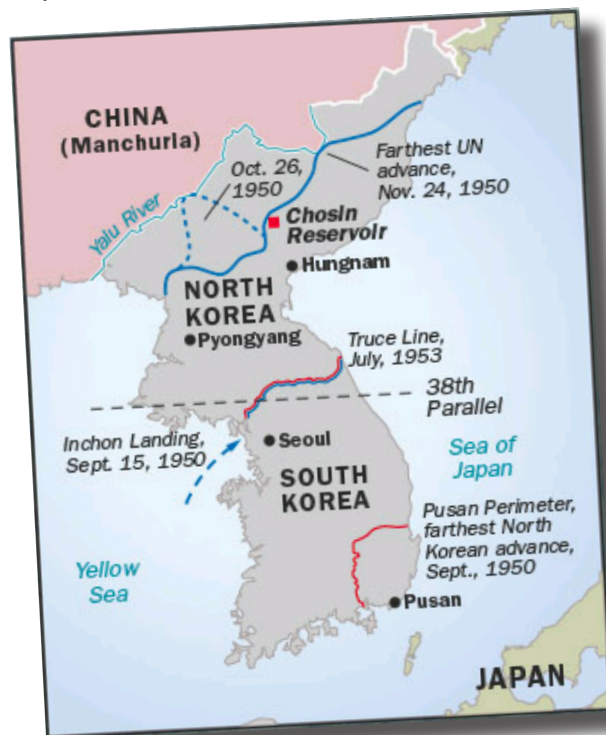 CHINA
(Manchuria)
Oct. 26,
1950
Farthest UN
advance,
Nov. 24, 1950
Yalu River
Chosin
Reservoir
Hungnam
NORTH
KOREA
Pyongyang
Truce Line,
July, 1953
38th
Parallel
Inchon Landing,
Sept. 15, 1950
Seoul
Sea of
Japan
SOUTH
KOREA
Pusan Perimeter,
farthest North
Korean advance,
Sept., 1950
Yellow
Sea
Pusan
JAPAN